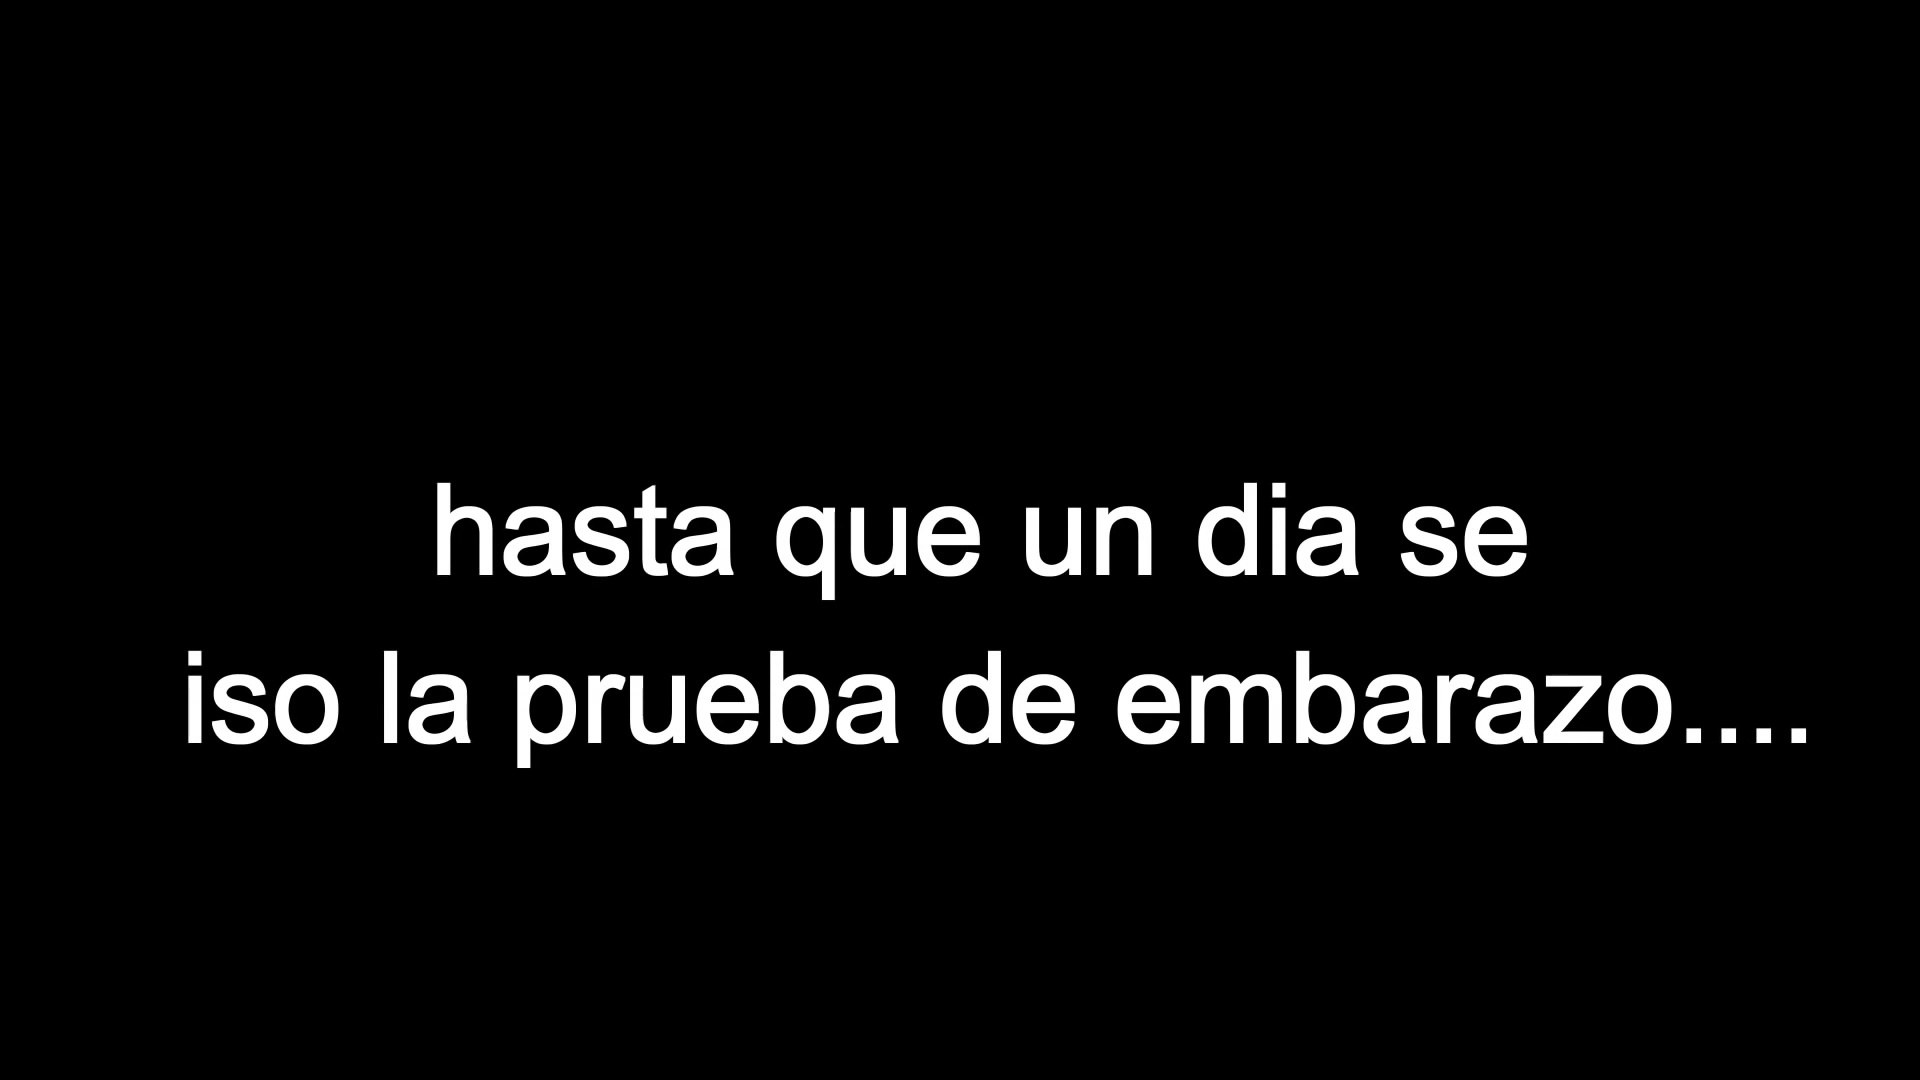 hasta que un dia se
iso la prueba de embarazo....